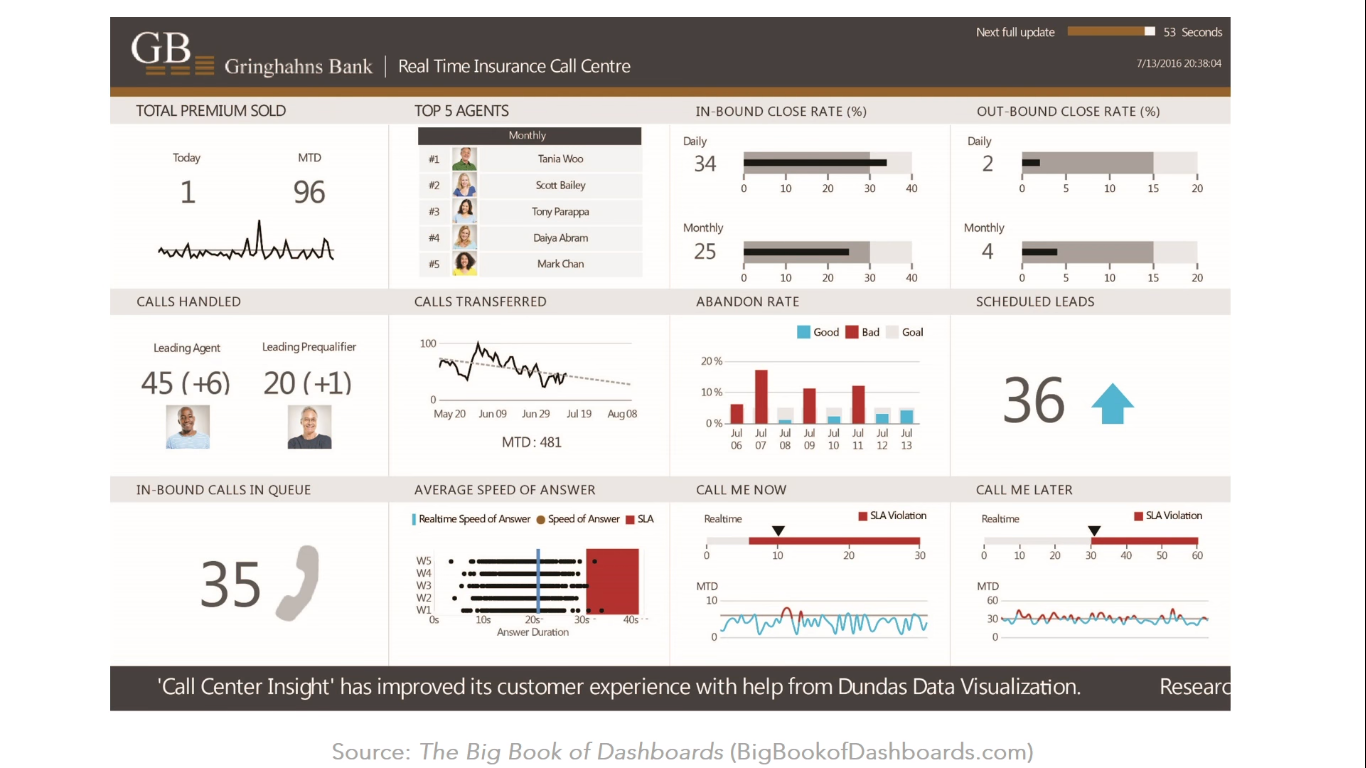 GB
Gringhahns Bank | Real Time Insurance Call Centre
Next full update 53 Seconds
7/13/2016 20:38:04
TOTAL PREMIUM SOLD
Today MTD
1 96
TOP 5 AGENTS
Monthly
#1 Tania Woo
#2 Scott Bailey
#3 Tony Parappa
#4 Daiya Abram
#5 Mark Chan
IN-BOUND CLOSE RATE (%)
Daily
34
0 10 20 30 40
Monthly
25
0 10 20 30 40
OUT-BOUND CLOSE RATE (%)
Daily
2
0 5 10 15 20
Monthly
4
0 5 10 15 20
CALLS HANDLED
Leading Agent Leading Prequalifier
45 (+6) 20 (+1)
CALLS TRANSFERRED
100
0
May 20 Jun 09 Jun 29 Jul 19 Aug 08
MTD : 481
ABANDON RATE
Good Bad Goal
20 %
10 %
0 %
Jul Jul Jul Jul Jul Jul Jul Jul
06 07 08 09 10 11 12 13
SCHEDULED LEADS
36
IN-BOUND CALLS IN QUEUE
35
AVERAGE SPEED OF ANSWER
Realtime Speed of Answer Speed of Answer SLA
W5
W4
W3
W2
W1
0s 10s 20s 30s 40s
Answer Duration
CALL ME NOW
Realtime SLA Violation
0 10 20 30
MTD
10
0
CALL ME LATER
Realtime SLA Violation
0 10 20 30 40 50 60
MTD
60
30
0
'Call Center Insight' has improved its customer experience with help from Dundas Data Visualization. Researc
Source: The Big Book of Dashboards (BigBookofDashboards.com)